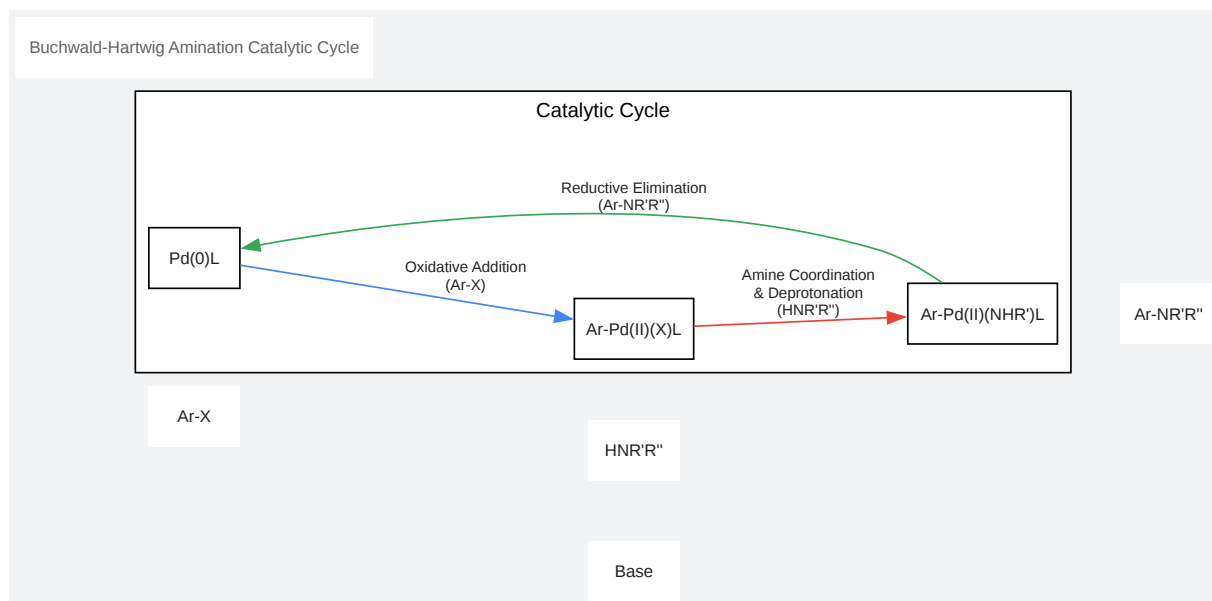 Buchwald-Hartwig Amination Catalytic Cycle
Catalytic Cycle
Reductive Elimination
(Ar-NR'R'')
Pd(0)L
Oxidative Addition
(Ar-X)
Amine Coordination
& Deprotonation
(HNR'R'')
Ar-Pd(II)(X)L
Ar-Pd(II)(NHR')L
Ar-NR'R''
Ar-X
HNR'R''
Base